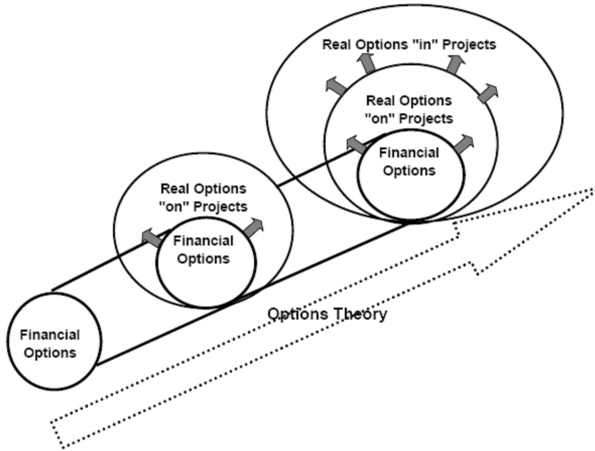 Real Options "in" Projects
Real Options
"on" Projects
Financial
Options
Real Options
"on" Projects
Financial
Options
Options Theory
Financial
Options